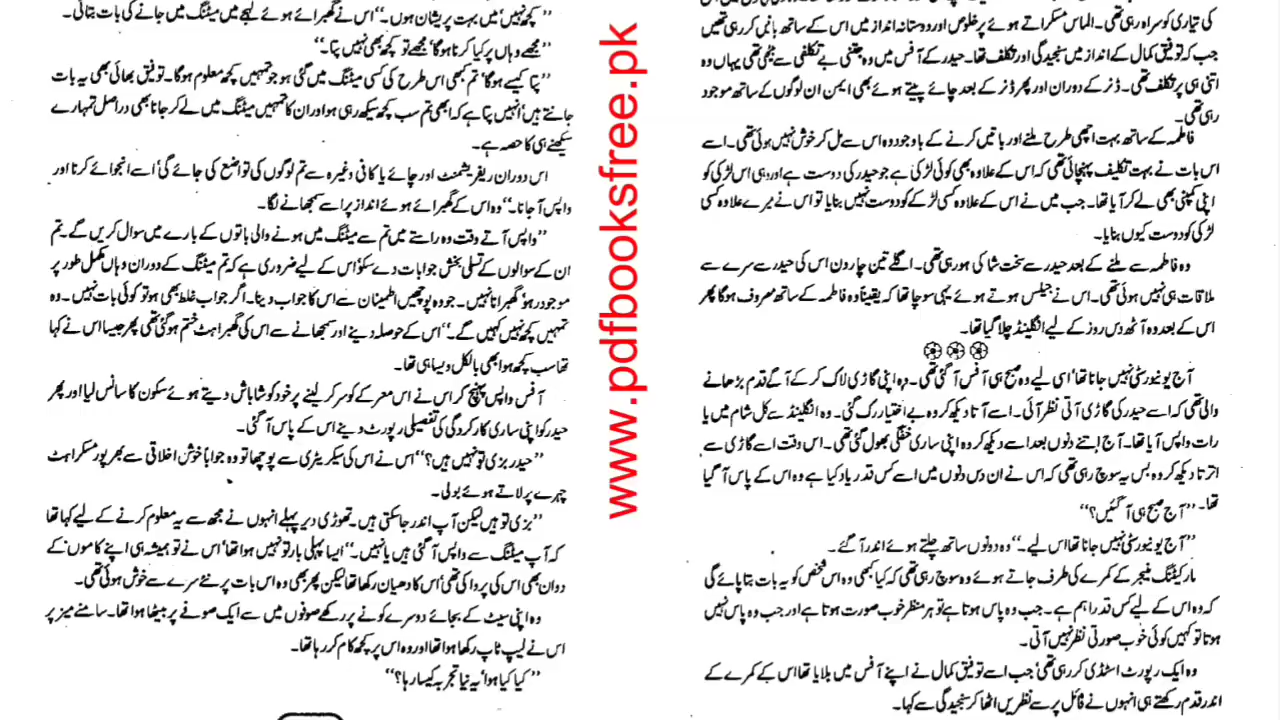 کی تیاری کو سراہ رہی تھی۔ الماس مسکراتے ہوئے پرخلوص اور دوستانہ انداز میں اس کے ساتھ باتیں کر رہی تھیں
جب کہ توفیق کمال کے انداز میں سنجیدگی اور تکلف تھا۔ حیدر کے آفس میں وہ جتنی بے تکلفی سے بیٹھی تھی یہاں وہ
اتنی ہی پرتکلف تھی۔ ڈنر کے دوران اور پھر ڈنر کے بعد چائے پیتے ہوئے بھی ایمن ان لوگوں کے ساتھ موجود
رہی تھی۔
فاطمہ کے ساتھ بہت اچھی طرح ملنے اور باتیں کرنے کے باوجود وہ اس سے مل کر خوش نہیں ہوئی تھی۔ اسے
اس بات نے بہت تکلیف پہنچائی تھی کہ اس کے علاوہ بھی کوئی لڑکی ہے جو حیدر کی دوست ہے اور وہی اس لڑکی کو
اپنی کمپنی بھی لے کر آیا تھا۔ جب میں نے اس کے علاوہ کسی لڑکے کو دوست نہیں بنایا تو اس نے میرے علاوہ کسی
لڑکی کو دوست کیوں بنایا۔
وہ فاطمہ سے ملنے کے بعد حیدر سے سخت شاکی ہو رہی تھی۔ اگلے تین چار دن اس کی حیدر سے سرے سے
ملاقات ہی نہیں ہوئی تھی۔ اس نے جیلس ہوتے ہوئے یہی سوچا تھا کہ یقیناً وہ فاطمہ کے ساتھ مصروف ہوگا پھر
اس کے بعد وہ آٹھ دس روز کے لیے انگلینڈ چلا گیا تھا۔
آج یونیورسٹی نہیں جانا تھا' اسی لیے وہ صبح ہی آفس آ گئی تھی۔ وہ اپنی گاڑی لاک کر کے آگے قدم بڑھانے
والی تھی کہ اسے حیدر کی گاڑی آتی نظر آئی۔ اسے آتا دیکھ کر وہ بے اختیار رک گئی۔ وہ انگلینڈ سے کل شام میں یا
رات واپس آیا تھا۔ آج اتنے دنوں بعد اسے دیکھ کر وہ اپنی ساری خفگی بھول گئی تھی۔ اس وقت اسے گاڑی سے
اترتا دیکھ کر وہ بس یہ سوچ رہی تھی کہ اس نے ان دس دنوں میں اسے کس قدر یاد کیا ہے وہ اس کے پاس آ گیا
تھا۔ ''آج صبح ہی آ گئیں؟''
''آج یونیورسٹی نہیں جانا تھا اس لیے۔'' وہ دونوں ساتھ چلتے ہوئے اندر آ گئے۔
مارکیٹنگ منیجر کے کمرے کی طرف جاتے ہوئے وہ سوچ رہی تھی کہ کیا کبھی وہ اس شخص کو یہ بات بتا پائے گی
کہ وہ اس کے لیے کس قدر اہم ہے۔ جب وہ پاس ہوتا ہے تو ہر منظر خوب صورت ہوتا ہے اور جب وہ پاس نہیں
ہوتا تو کہیں کوئی خوب صورتی نظر نہیں آتی۔
وہ ایک رپورٹ اسٹڈی کر رہی تھی' جب اسے توفیق کمال نے اپنے آفس میں بلایا تھا اس کے کمرے کے
اندر قدم رکھتے ہی انہوں نے فائل پر سے نظریں اٹھا کر سنجیدگی سے کہا۔
www.pdfbooksfree.pk
''کچھ نہیں' میں بہت پریشان ہوں۔'' اس نے گھبرائے ہوئے لہجے میں میٹنگ میں جانے کی بات بتائی۔
''مجھے وہاں پر کیا کرنا ہوگا' مجھے تو کچھ بھی نہیں پتا۔''
''پتا کیسے ہوگا' تم کبھی اس طرح کی کسی میٹنگ میں گئی ہو جو تمہیں کچھ معلوم ہوگا۔ توفیق بھائی بھی یہ بات
جانتے ہیں' انہیں پتا ہے کہ ابھی تم سب کچھ سیکھ رہی ہو اور ان کا تمہیں میٹنگ میں لے کر جانا بھی دراصل تمہارے
سیکھنے ہی کا حصہ ہے۔
اس دوران ریفریشمنٹ اور چائے یا کافی وغیرہ سے تم لوگوں کی تواضع کی جائے گی' اسے انجوائے کرنا اور
واپس آ جانا۔'' وہ اس کے گھبرائے ہوئے انداز پر اسے سمجھانے لگا۔
''واپس آتے وقت وہ راستے میں تم سے میٹنگ میں ہونے والی باتوں کے بارے میں سوال کریں گے۔ تم
ان کے سوالوں کے تسلی بخش جوابات دے سکو' اس کے لیے ضروری ہے کہ تم میٹنگ کے دوران وہاں مکمل طور پر
موجود رہو' گھبرانا نہیں۔ جو وہ پوچھیں اطمینان سے اس کا جواب دینا۔ اگر جواب غلط بھی ہو تو کوئی بات نہیں۔ وہ
تمہیں کچھ نہیں کہیں گے۔'' اس کے حوصلہ دینے اور سمجھانے سے اس کی گھبراہٹ ختم ہو گئی تھی پھر جیسا اس نے کہا
تھا سب کچھ ہوا بھی بالکل ویسا ہی تھا۔
آفس واپس پہنچ کر اس نے اس معرکے کو سر کر لینے پر خود کو شاباش دیتے ہوئے سکون کا سانس لیا اور پھر
حیدر کو اپنی ساری کارکردگی کی تفصیلی رپورٹ دینے اس کے پاس آ گئی۔
''حیدر بزی تو نہیں ہیں؟'' اس نے اس کی سیکریٹری سے پوچھا تو وہ جواباً خوش اخلاقی سے بھرپور مسکراہٹ
چہرے پر لاتے ہوئے بولی۔
''بزی تو ہیں لیکن آپ اندر جا سکتی ہیں۔ تھوڑی دیر پہلے انہوں نے مجھ سے یہ معلوم کرنے کے لیے کہا تھا
کہ آپ میٹنگ سے واپس آ گئی ہیں یا نہیں۔'' ایسا پہلی بار تو نہیں ہوا تھا' اس نے تو ہمیشہ ہی اپنے کاموں کے
دوان بھی اس کی پروا کی تھی' اس کا دھیان رکھا تھا لیکن پھر بھی وہ اس بات پر نئے سرے سے خوش ہوئی تھی۔
وہ اپنی سیٹ کے بجائے دوسرے کونے پر رکھے صوفوں میں سے ایک صوفے پر بیٹھا ہوا تھا۔ سامنے میز پر
اس نے لیپ ٹاپ رکھا ہوا تھا اور وہ اس پر کچھ کام کر رہا تھا۔
''کیا کیا ہوا' یہ نیا تجربہ کیسا رہا؟''